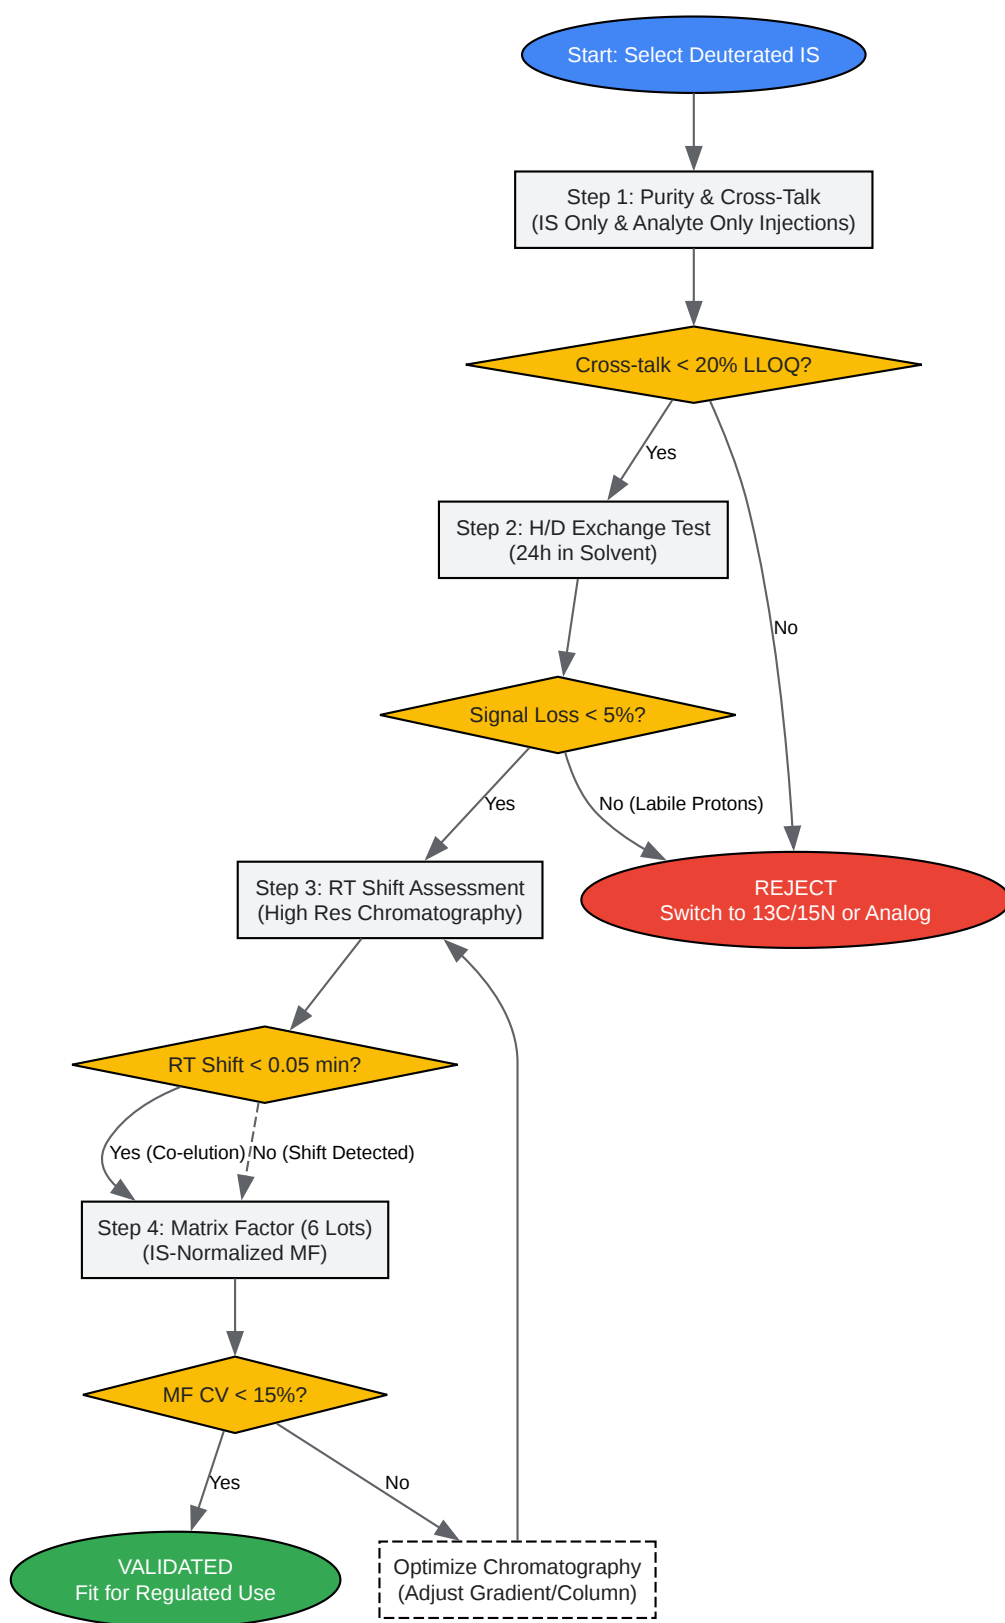 Start: Select Deuterated IS
Step 1: Purity & Cross-Talk
(IS Only & Analyte Only Injections)
Cross-talk < 20% LLOQ?
Yes
Step 2: H/D Exchange Test
(24h in Solvent)
No
Signal Loss < 5%?
Yes
No (Labile Protons)
Step 3: RT Shift Assessment
(High Res Chromatography)
REJECT
Switch to 13C/15N or Analog
RT Shift < 0.05 min?
Yes (Co-elution)
No (Shift Detected)
Step 4: Matrix Factor (6 Lots)
(IS-Normalized MF)
MF CV < 15%?
Yes
No
VALIDATED
Fit for Regulated Use
Optimize Chromatography
(Adjust Gradient/Column)